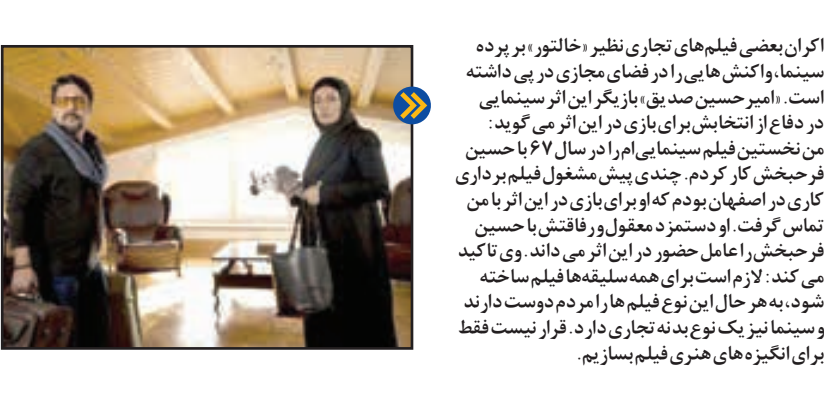 اکران بعضی فیلم‌های تجاری نظیر «خالتور» بر پرده
سینما، واکنش‌هایی را در فضای مجازی در پی داشته
است. «امیرحسین صدیق» بازیگر این اثر سینمایی
در دفاع از انتخابش برای بازی در این اثر می گوید:
من نخستین فیلم سینمایی‌ام را در سال ۶۷ با حسین
فرحبخش کار کردم. چندی پیش مشغول فیلم‌برداری
کاری در اصفهان بودم که او برای بازی در این اثر با من
تماس گرفت. او دستمزد معقول و رفاقتش با حسین
فرحبخش را عامل حضور در این اثر می داند. وی تاکید
می کند: لازم است برای همه سلیقه‌ها فیلم ساخته
شود، به هر حال این نوع فیلم ها را مردم دوست دارند
و سینما نیز یک نوع بدنه تجاری دارد. قرار نیست فقط
برای انگیزه‌های هنری فیلم بسازیم.